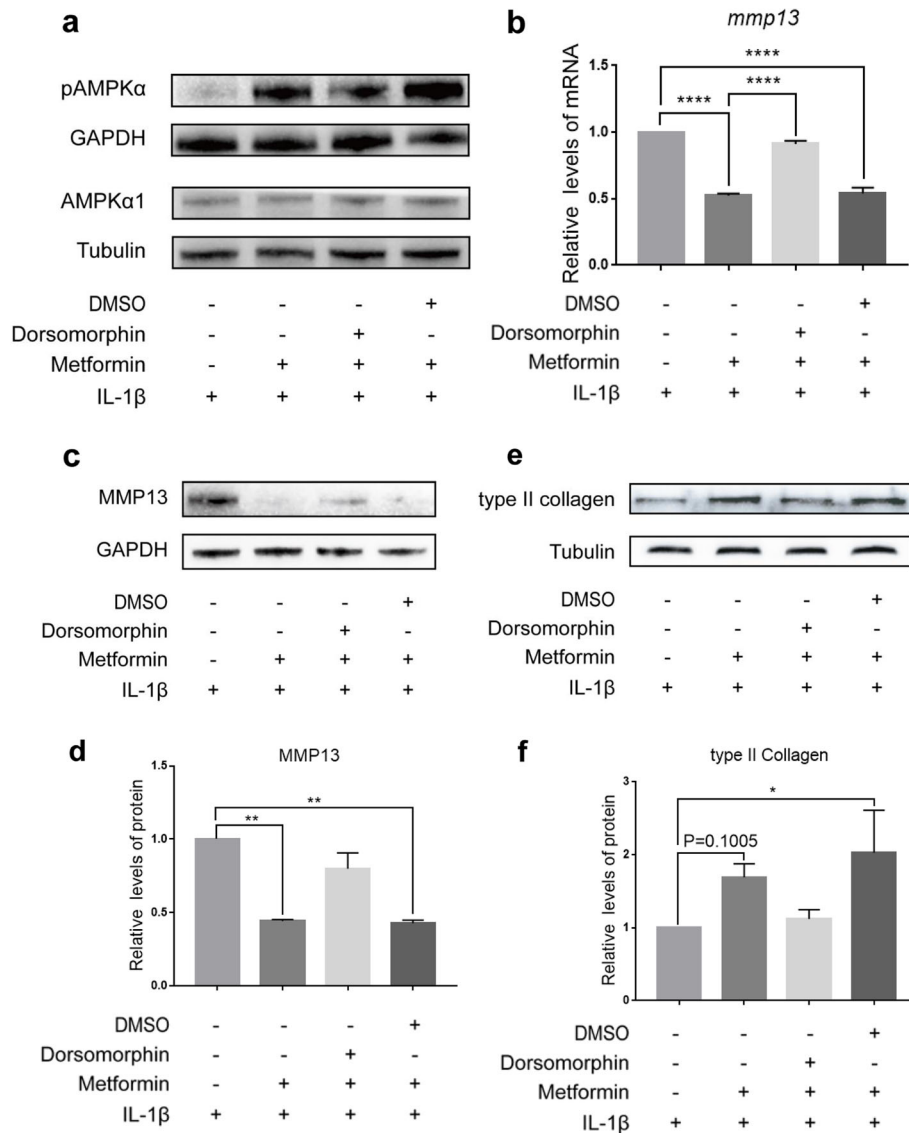 a
pAMPKα
GAPDH
AMPKα1
Tubulin
DMSO - - - +
Dorsomorphin - - + -
Metformin - + + +
IL-1β + + + +
b
mmp13
Relative levels of mRNA
1.5
1.0
0.5
0.0
****
**** ****
DMSO - - - +
Dorsomorphin - - + -
Metformin - + + +
IL-1β + + + +
c
MMP13
GAPDH
DMSO - - - +
Dorsomorphin - - + -
Metformin - + + +
IL-1β + + + +
e
type II collagen
Tubulin
DMSO - - - +
Dorsomorphin - - + -
Metformin - + + +
IL-1β + + + +
d
MMP13
Relative levels of protein
1.5
1.0
0.5
0.0
**
**
DMSO - - - +
Dorsomorphin - - + -
Metformin - + + +
IL-1β + + + +
f
type II Collagen
Relative levels of protein
3
2
1
0
*
P=0.1005
DMSO - - - +
Dorsomorphin - - + -
Metformin - + + +
IL-1β + + + +